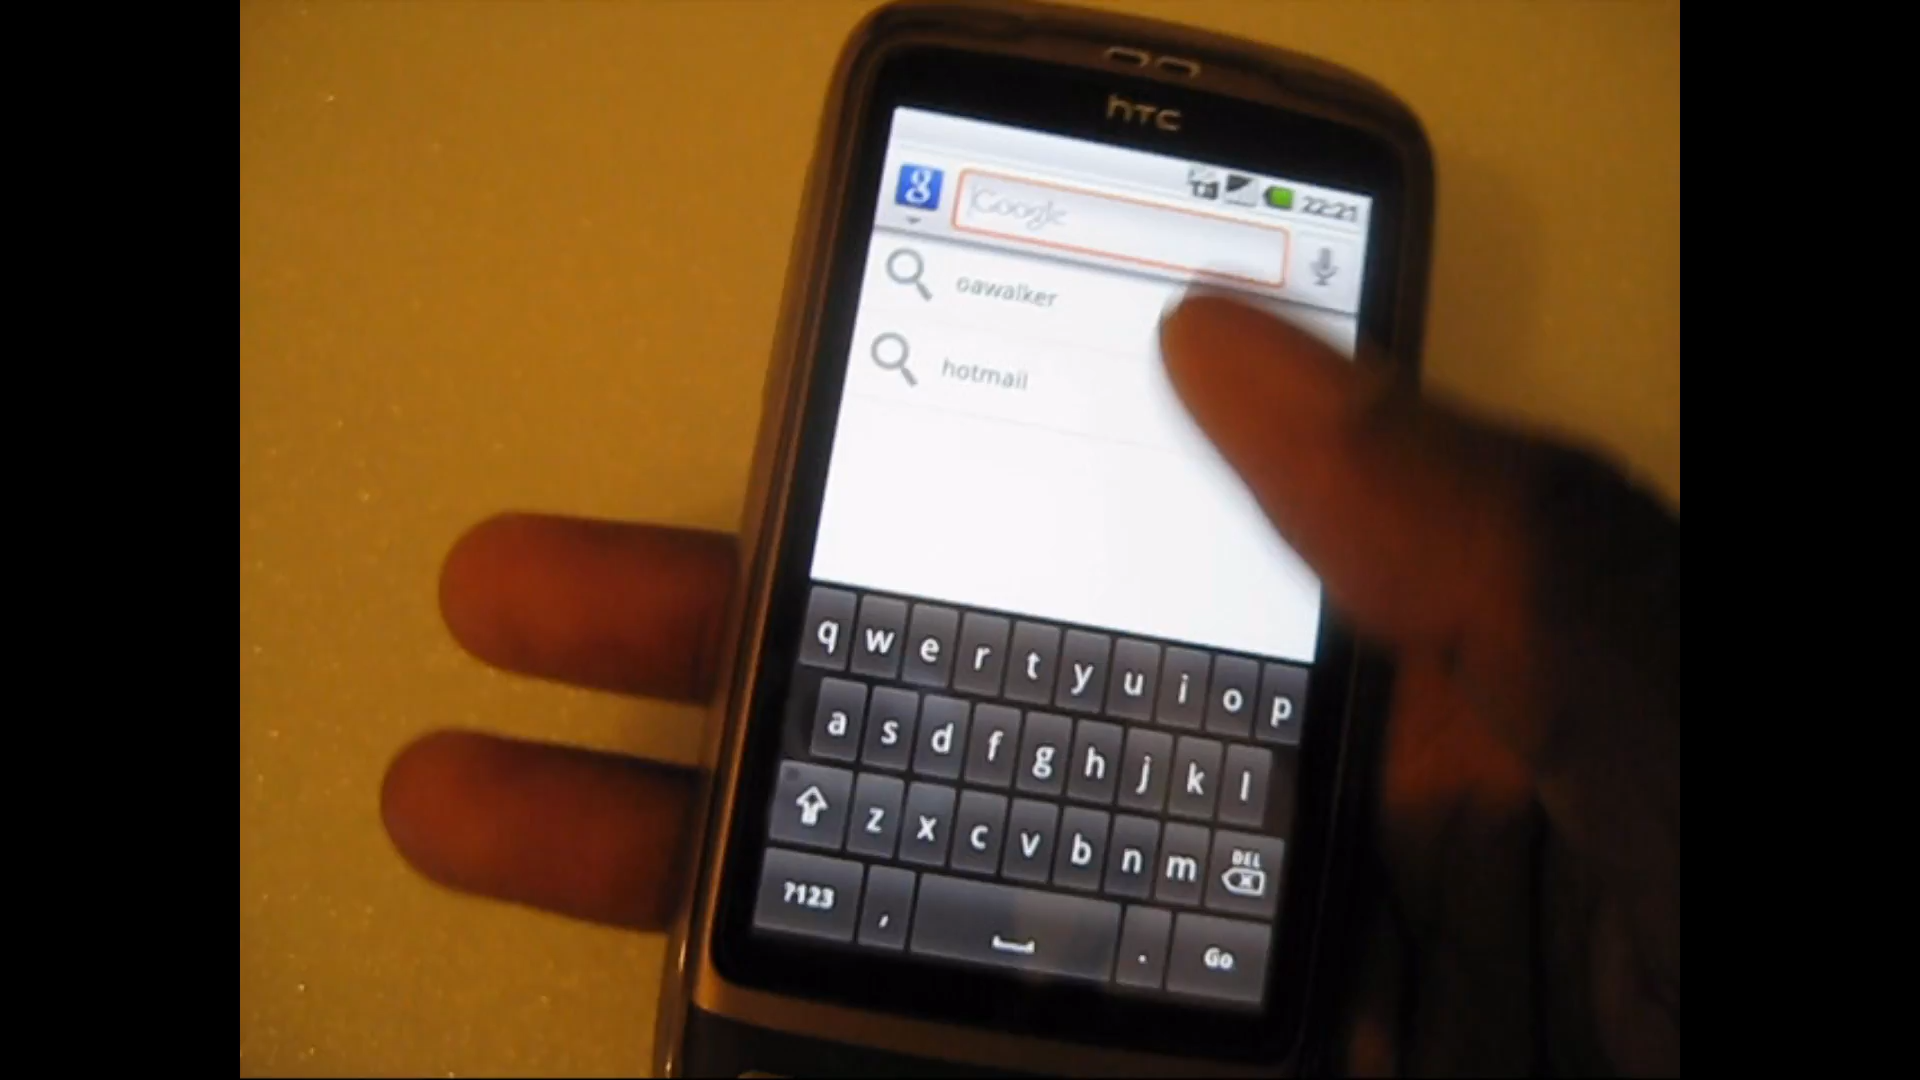 hTC
22:21
g Google
oawalker
hotmail
q w e r t y u i o p
a s d f g h j k l
z x c v b n m DEL
?123 , . Go